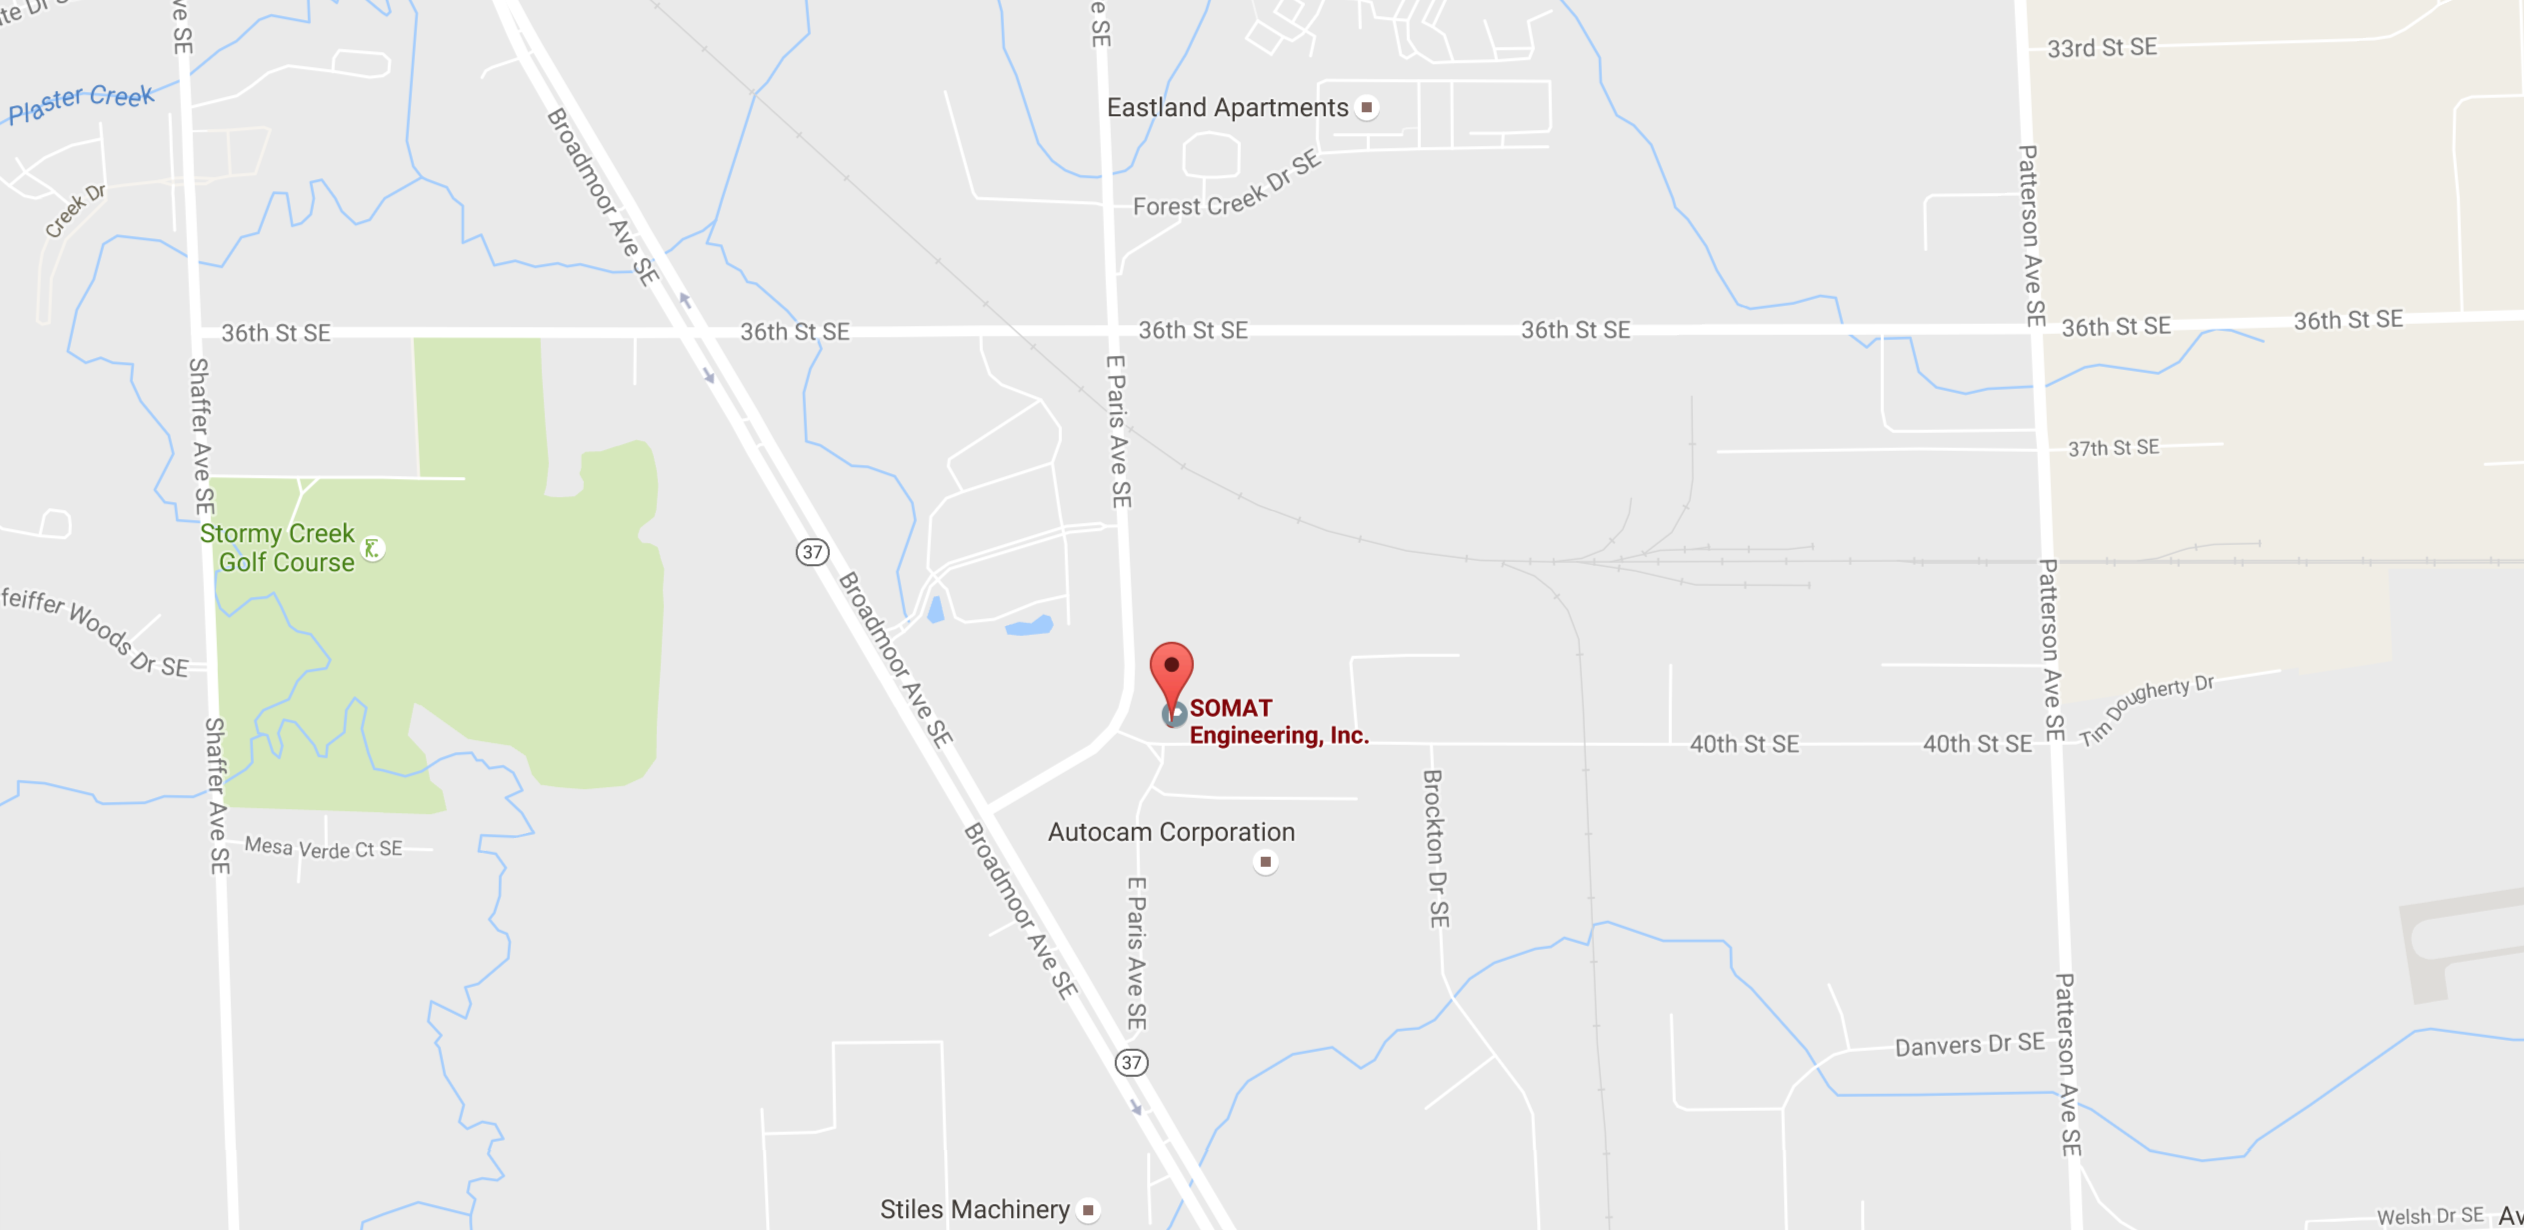 ve SE
e SE
33rd St SE
Plaster Creek
Eastland Apartments
Broadmoor Ave SE
Creek Dr
Forest Creek Dr SE
Patterson Ave SE
36th St SE
36th St SE
36th St SE
36th St SE
36th St SE
36th St SE
Shaffer Ave SE
E Paris Ave SE
37th St SE
Stormy Creek
Golf Course
37
Broadmoor Ave SE
feiffer Woods Dr SE
Patterson Ave SE
SOMAT
Engineering, Inc.
Tim Dougherty Dr
40th St SE
40th St SE
Shaffer Ave SE
Mesa Verde Ct SE
Autocam Corporation
Brockton Dr SE
Broadmoor Ave SE
E Paris Ave SE
37
Danvers Dr SE
Patterson Ave SE
Stiles Machinery
Welsh Dr SE
Av